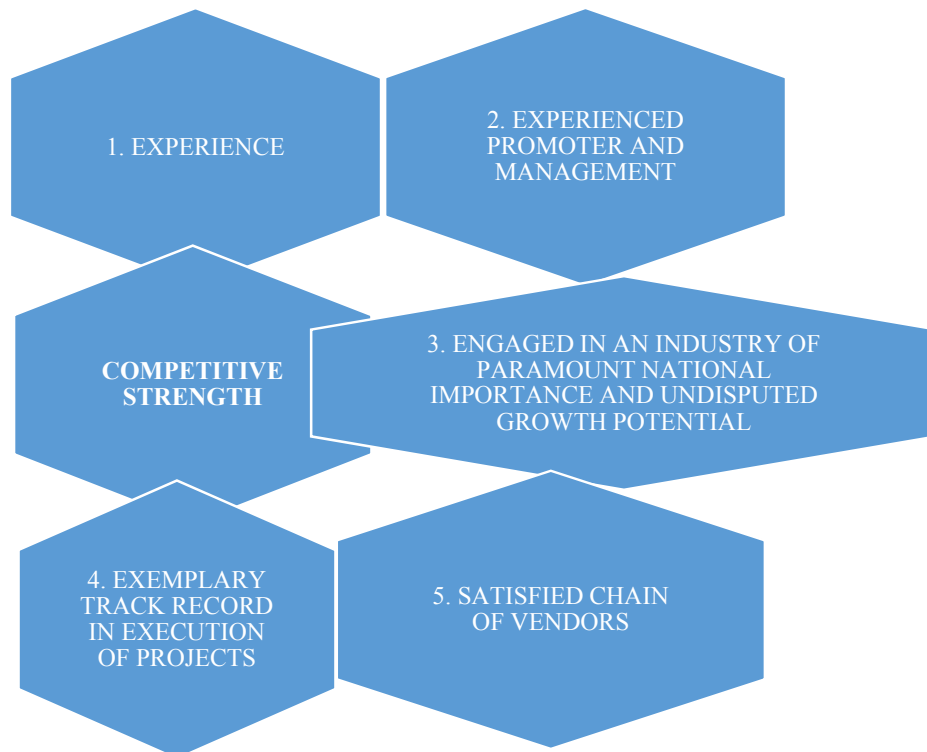 1. EXPERIENCE
2. EXPERIENCED
PROMOTER AND
MANAGEMENT
COMPETITIVE
STRENGTH
3. ENGAGED IN AN INDUSTRY OF
PARAMOUNT NATIONAL
IMPORTANCE AND UNDISPUTED
GROWTH POTENTIAL
4. EXEMPLARY
TRACK RECORD
IN EXECUTION
OF PROJECTS
5. SATISFIED CHAIN
OF VENDORS